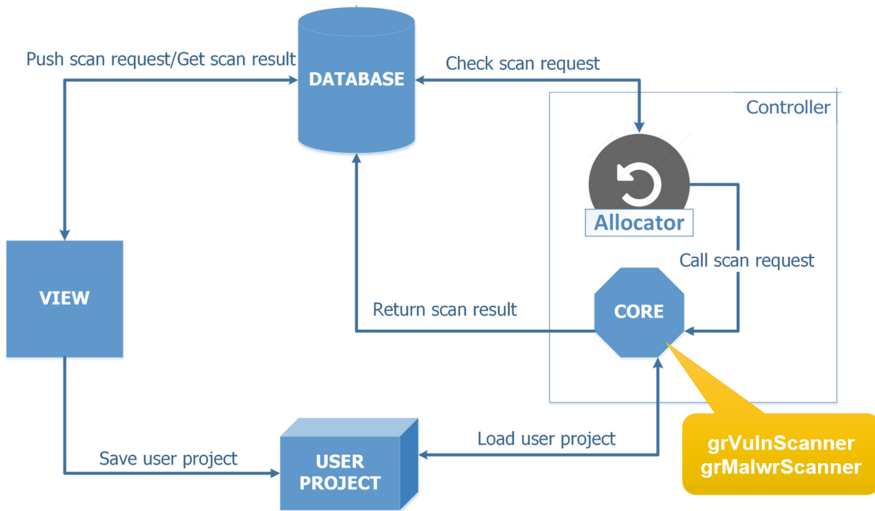 Push scan request/Get scan result
DATABASE
Check scan request
Controller
Allocator
Call scan request
VIEW
CORE
Return scan result
grVulnScanner
grMalwrScanner
Load user project
Save user project
USER
PROJECT